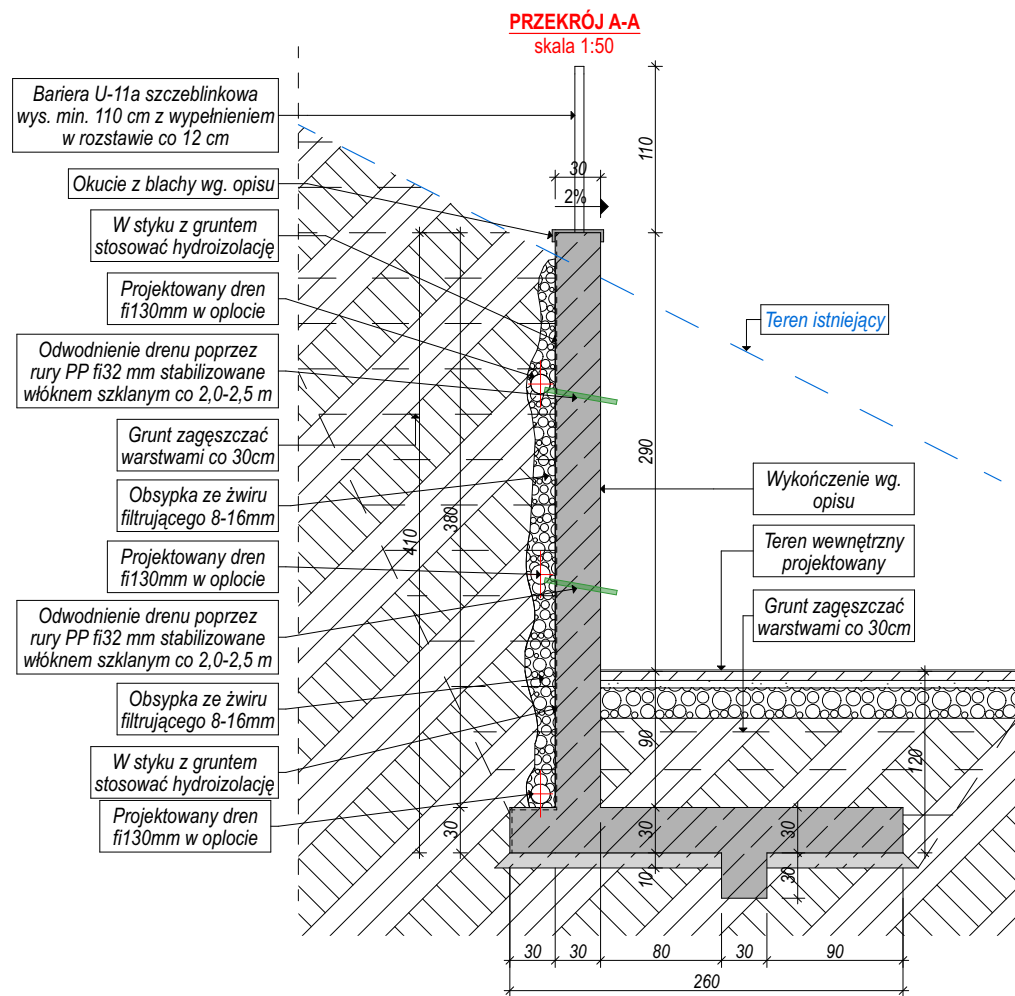 PRZEKRÓJ A-A
skala 1:50
Bariera U-11a szczeblinkowa
wys. min. 110 cm z wypełnieniem
w rozstawie co 12 cm
Okucie z blachy wg. opisu
W styku z gruntem
stosować hydroizolację
Projektowany dren
fi130mm w oplocie
Odwodnienie drenu poprzez
rury PP fi32 mm stabilizowane
włóknem szklanym co 2,0-2,5 m
Grunt zagęszczać
warstwami co 30cm
Obsypka ze żwiru
filtrującego 8-16mm
Projektowany dren
fi130mm w oplocie
Odwodnienie drenu poprzez
rury PP fi32 mm stabilizowane
włóknem szklanym co 2,0-2,5 m
Obsypka ze żwiru
filtrującego 8-16mm
W styku z gruntem
stosować hydroizolację
Projektowany dren
fi130mm w oplocie
110
30
2%
290
410
380
Teren istniejący
Wykończenie wg.
opisu
Teren wewnętrzny
projektowany
Grunt zagęszczać
warstwami co 30cm
90
120
30
30
30
10
30
30
30
80
30
90
260